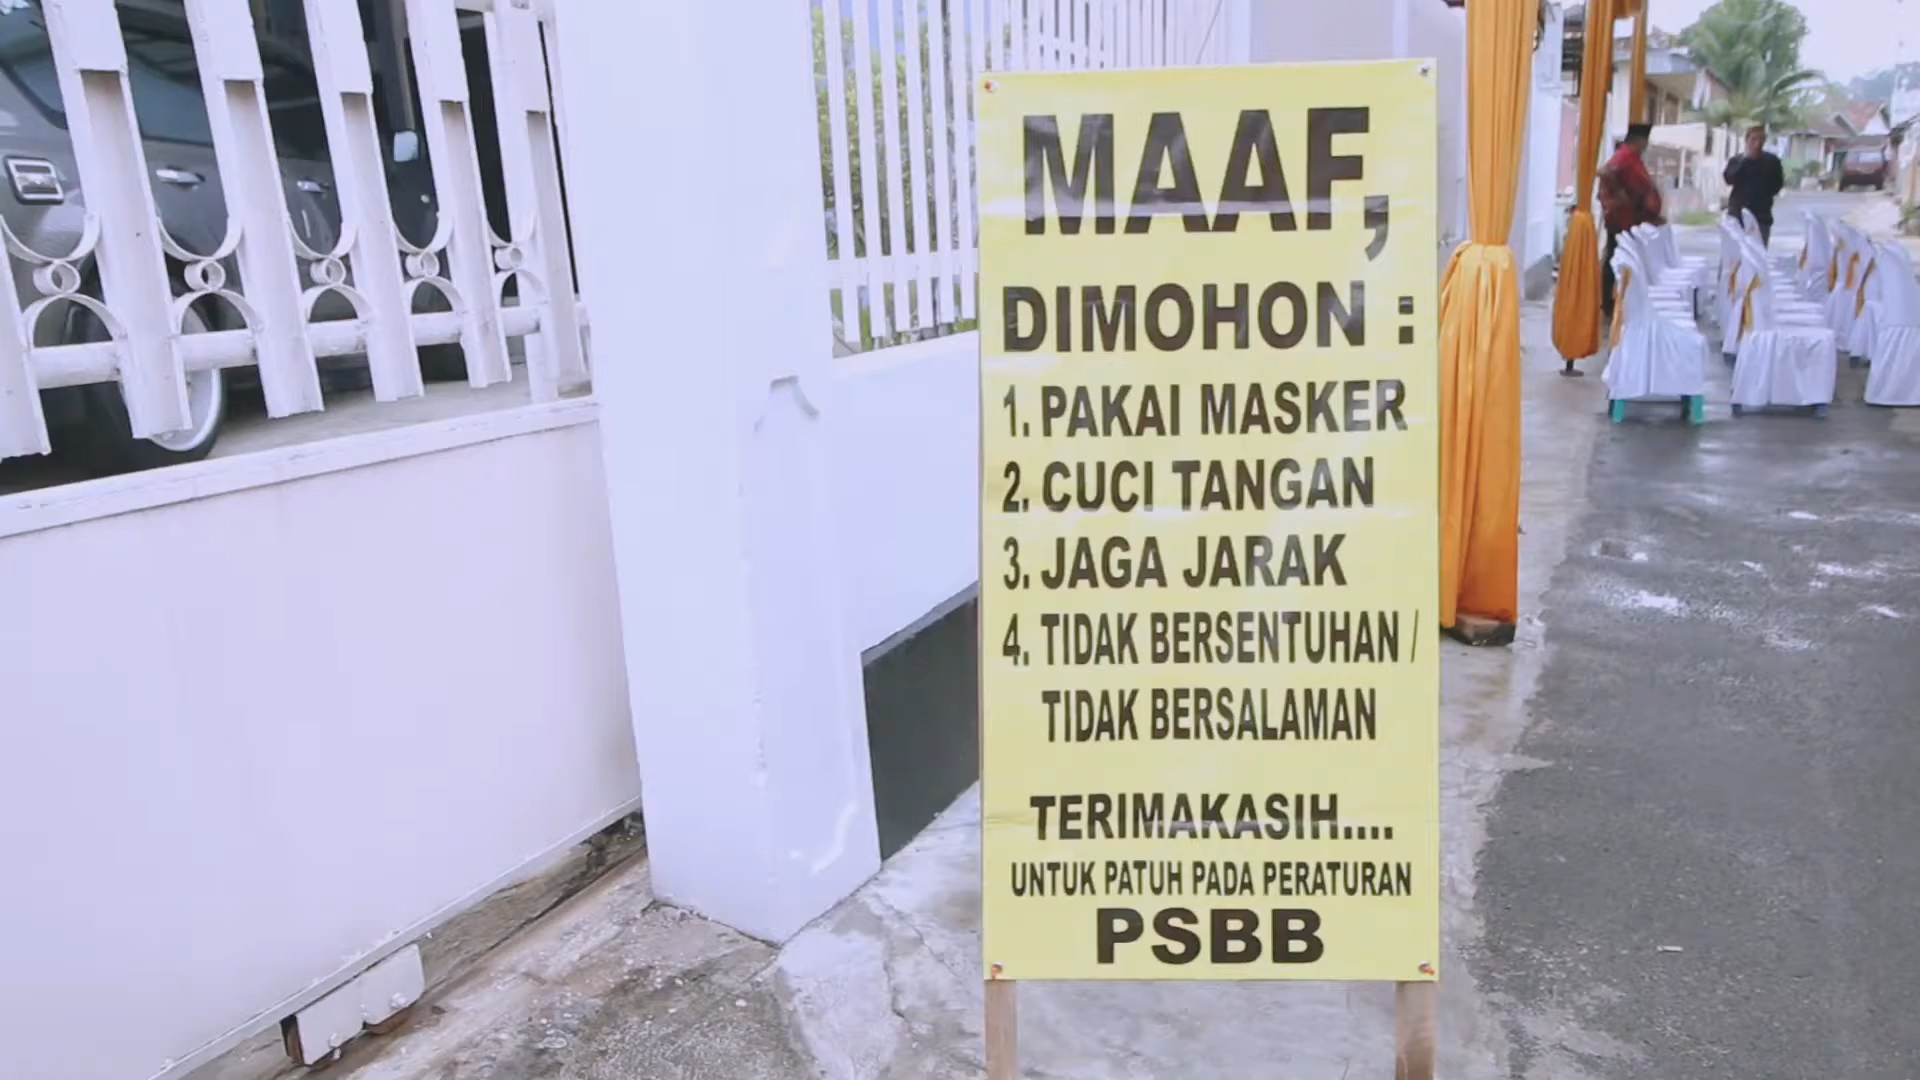 MAAF,
DIMOHON :
1. PAKAI MASKER
2. CUCI TANGAN
3. JAGA JARAK
4. TIDAK BERSENTUHAN /
TIDAK BERSALAMAN
TERIMAKASIH....
UNTUK PATUH PADA PERATURAN
PSBB